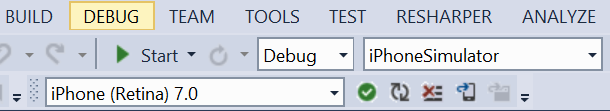 BUILD DEBUG TEAM TOOLS TEST RESHARPER ANALYZE
Start Debug iPhoneSimulator
iPhone (Retina) 7.0